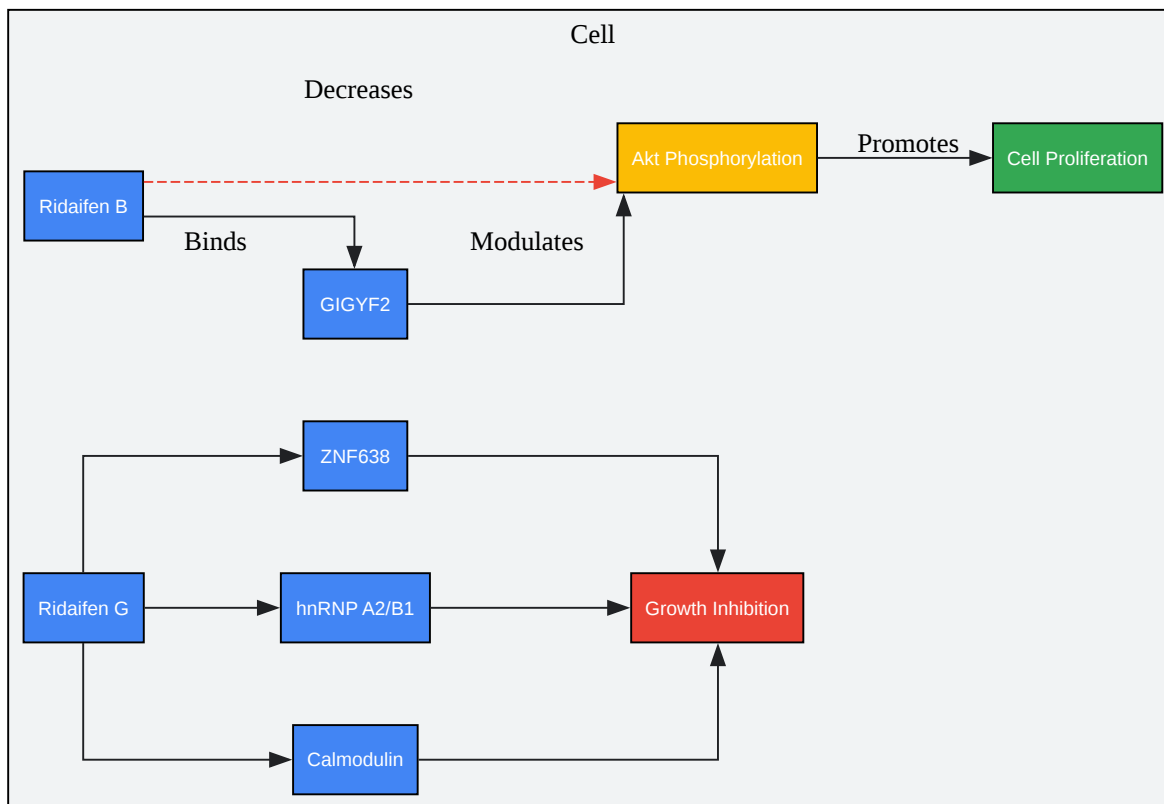 Cell
Decreases
Akt Phosphorylation
Promotes
Cell Proliferation
Ridaifen B
Binds
Modulates
GIGYF2
ZNF638
Ridaifen G
hnRNP A2/B1
Growth Inhibition
Calmodulin